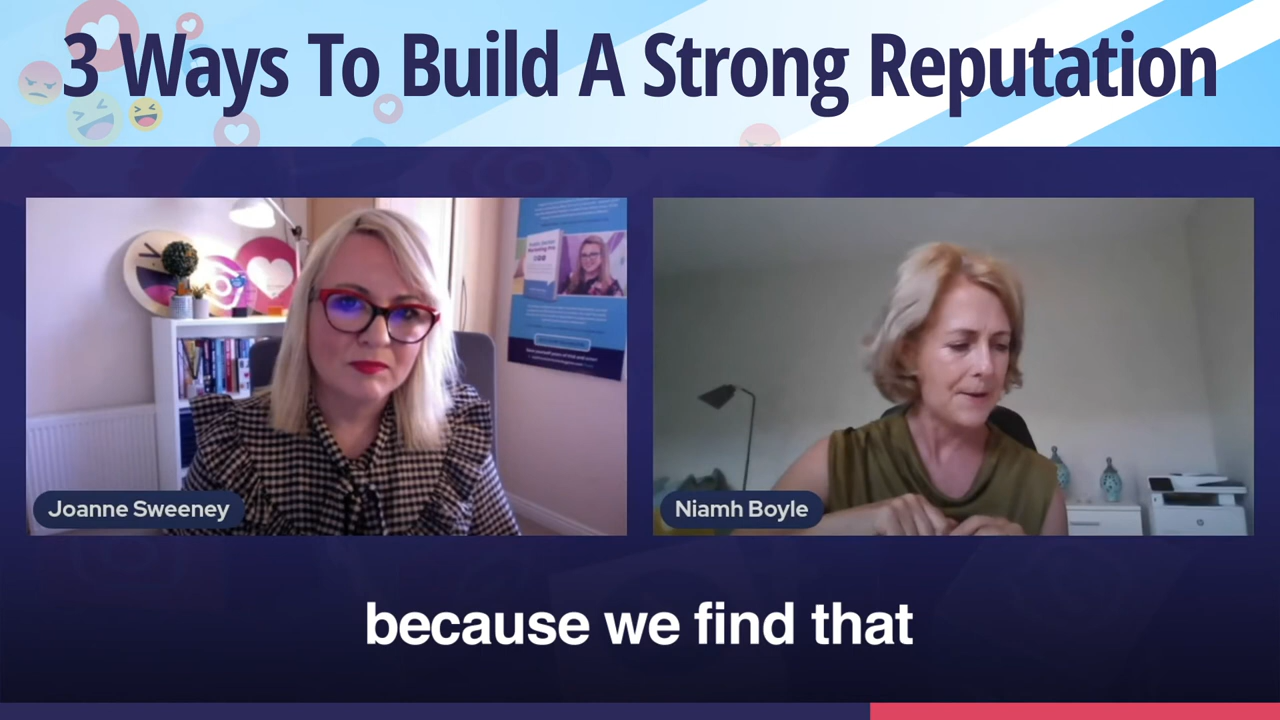 3 Ways To Build A Strong Reputation
Joanne Sweeney
Niamh Boyle
because we find that